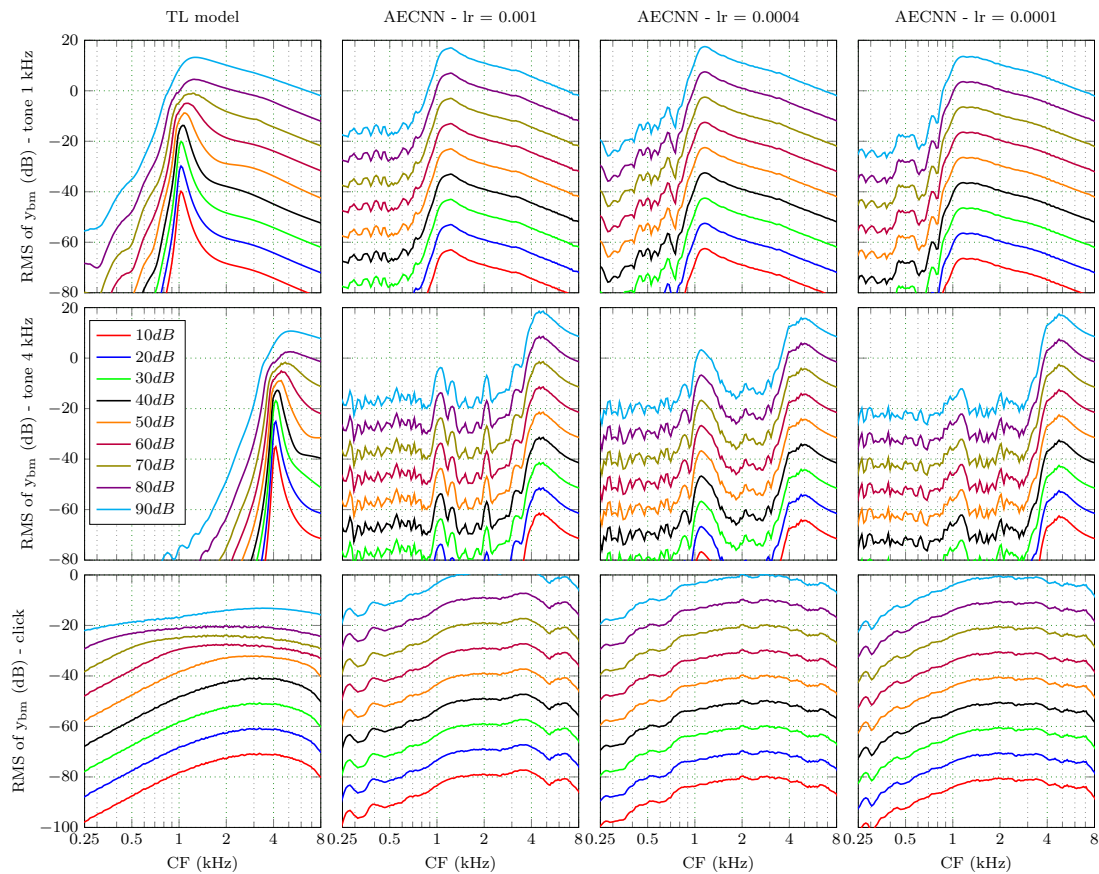 TL model
AECNN - lr = 0.001
AECNN - lr = 0.0004
AECNN - lr = 0.0001
RMS of y_bm (dB) - tone 1 kHz
20
0
−20
−40
−60
−80
RMS of y_bm (dB) - tone 4 kHz
20
0
−20
−40
−60
−80
10dB
20dB
30dB
40dB
50dB
60dB
70dB
80dB
90dB
RMS of y_bm (dB) - click
0
−20
−40
−60
−80
−100
0.25 0.5 1 2 4 8
0.25 0.5 1 2 4 8
0.25 0.5 1 2 4 8
0.25 0.5 1 2 4 8
CF (kHz)
CF (kHz)
CF (kHz)
CF (kHz)